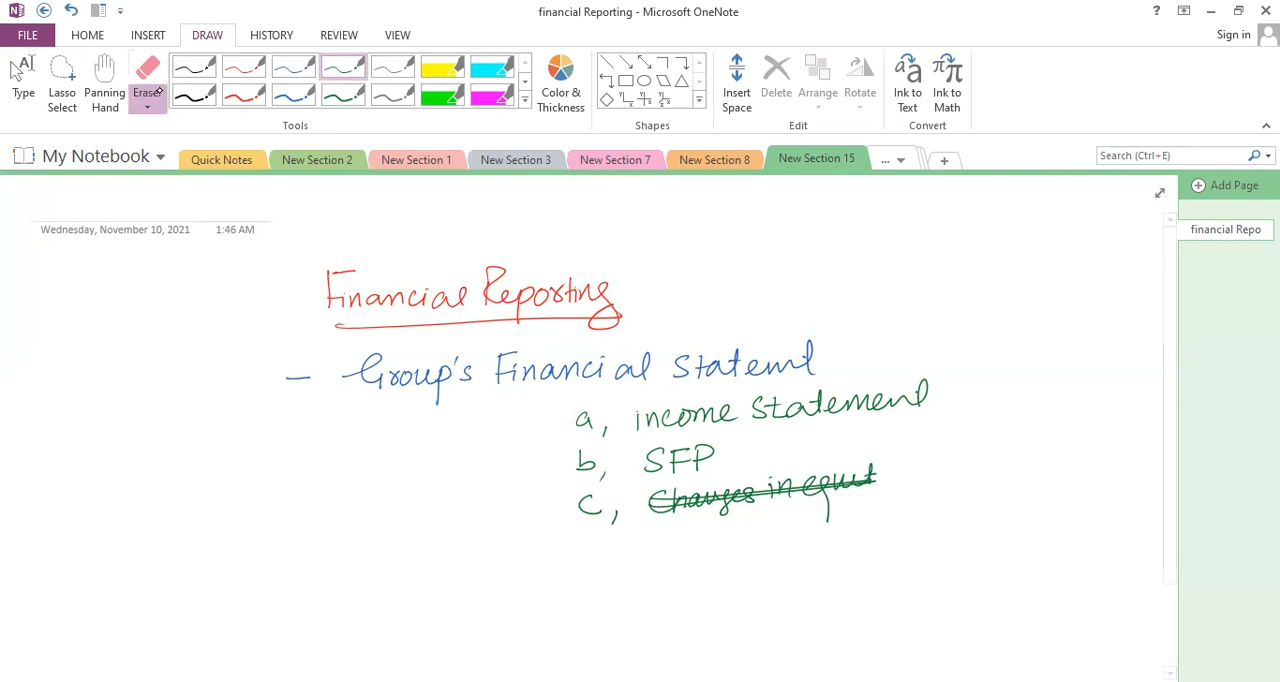 financial Reporting - Microsoft OneNote
FILE HOME INSERT DRAW HISTORY REVIEW VIEW Sign in
Type Lasso Select Panning Hand Eraser Color & Thickness Insert Space Delete Arrange Rotate Ink to Text Ink to Math
Tools Shapes Edit Convert
My Notebook Quick Notes New Section 2 New Section 1 New Section 3 New Section 7 New Section 8 New Section 15 ... Search (Ctrl+E)
Add Page
financial Repo
Wednesday, November 10, 2021 1:46 AM
Financial Reporting
- Group's Financial Statemt
a, income statement
b, SFP
c, Changes in equit